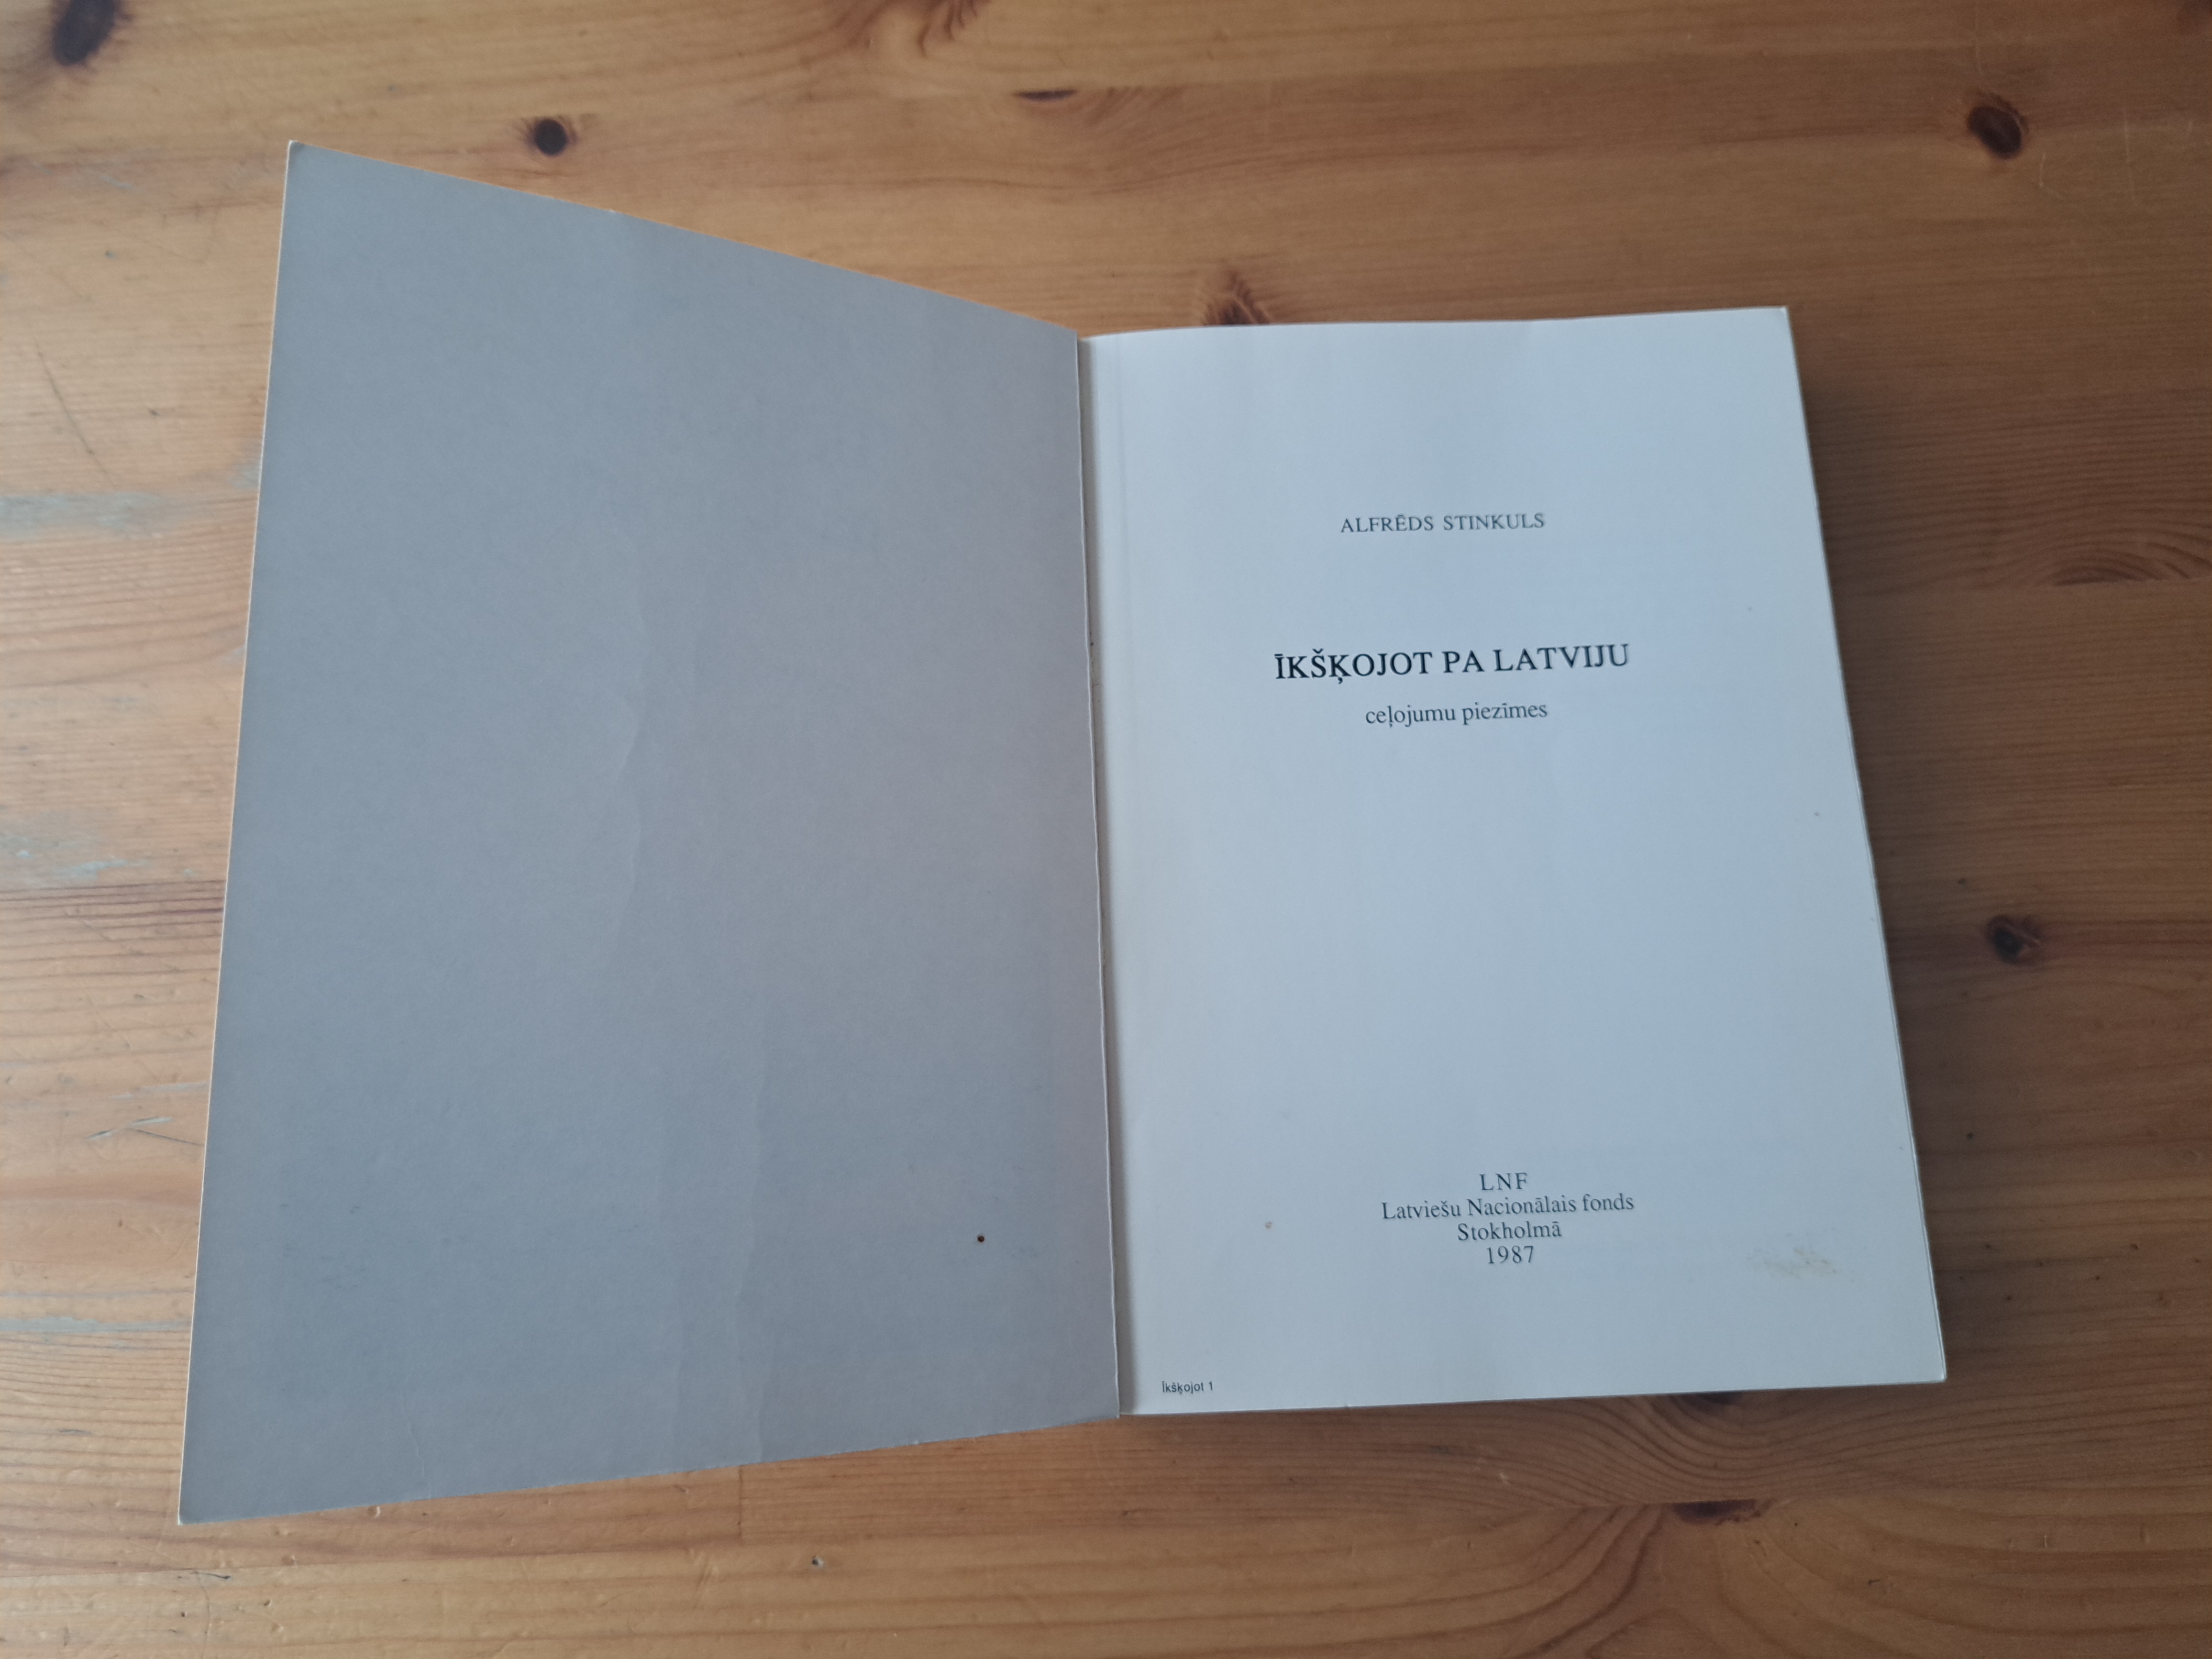 ALFRĒDS STINKULS
ĪKŠĶOJOT PA LATVIJU
ceļojumu piezīmes
LNF
Latviešu Nacionālais fonds
Stokholmā
1987
Īkšķojot 1